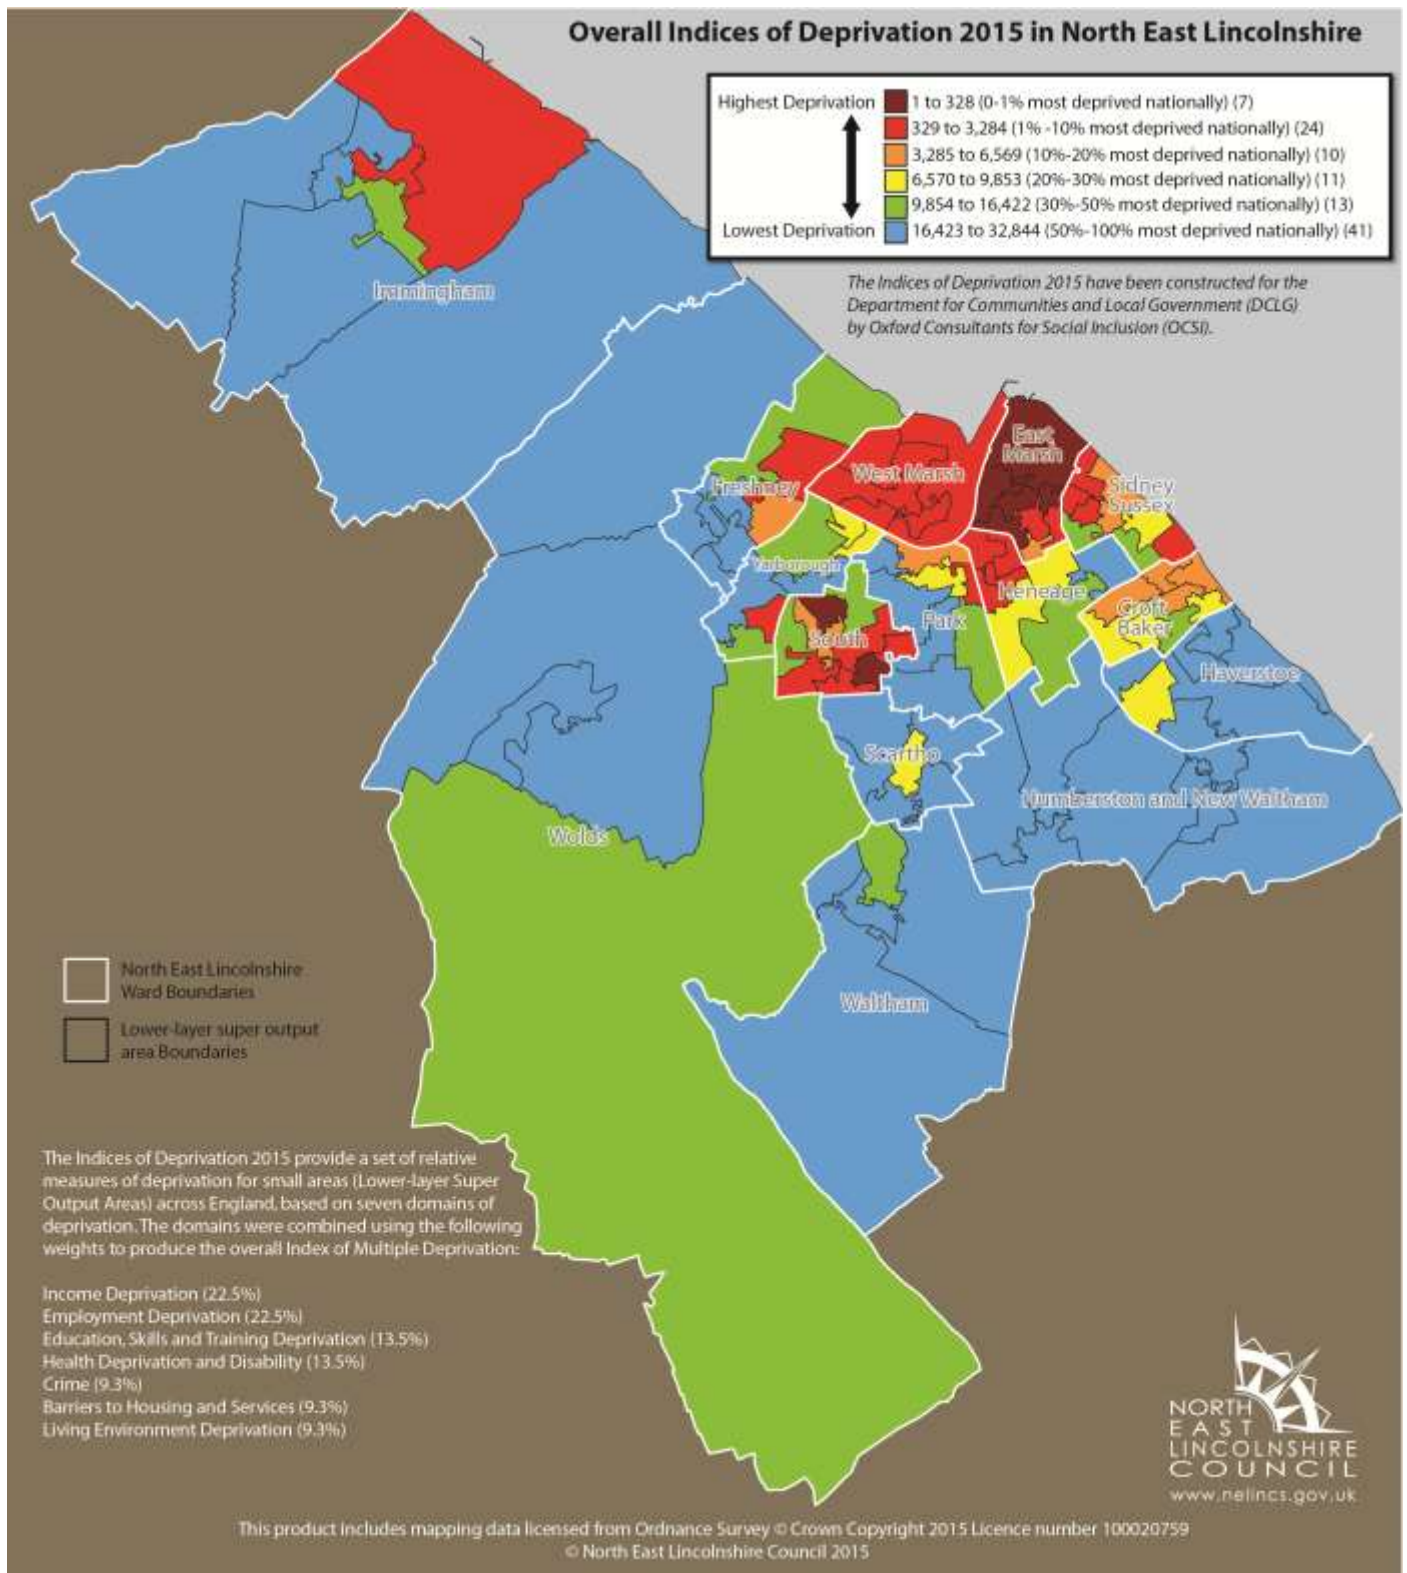 Overall Indices of Deprivation 2015 in North East Lincolnshire
Highest Deprivation
1 to 328 (0-1% most deprived nationally) (7)
329 to 3,284 (1% -10% most deprived nationally) (24)
3,285 to 6,569 (10%-20% most deprived nationally) (10)
6,570 to 9,853 (20%-30% most deprived nationally) (11)
9,854 to 16,422 (30%-50% most deprived nationally) (13)
Lowest Deprivation
16,423 to 32,844 (50%-100% most deprived nationally) (41)
The Indices of Deprivation 2015 have been constructed for the
Department for Communities and Local Government (DCLG)
by Oxford Consultants for Social Inclusion (OCSI).
Immingham
East
Marsh
West Marsh
Sidney
Sussex
Freshney
Yarborough
Heneage
Croft
Baker
Park
South
Haverstoe
Scartho
Humberston and New Waltham
Wolds
Waltham
North East Lincolnshire
Ward Boundaries
Lower-layer super output
area Boundaries
The Indices of Deprivation 2015 provide a set of relative
measures of deprivation for small areas (Lower-layer Super
Output Areas) across England, based on seven domains of
deprivation. The domains were combined using the following
weights to produce the overall Index of Multiple Deprivation:
Income Deprivation (22.5%)
Employment Deprivation (22.5%)
Education, Skills and Training Deprivation (13.5%)
Health Deprivation and Disability (13.5%)
Crime (9.3%)
Barriers to Housing and Services (9.3%)
Living Environment Deprivation (9.3%)
NORTH
EAST
LINCOLNSHIRE
COUNCIL
www.nelincs.gov.uk
This product includes mapping data licensed from Ordnance Survey © Crown Copyright 2015 Licence number 100020759
© North East Lincolnshire Council 2015